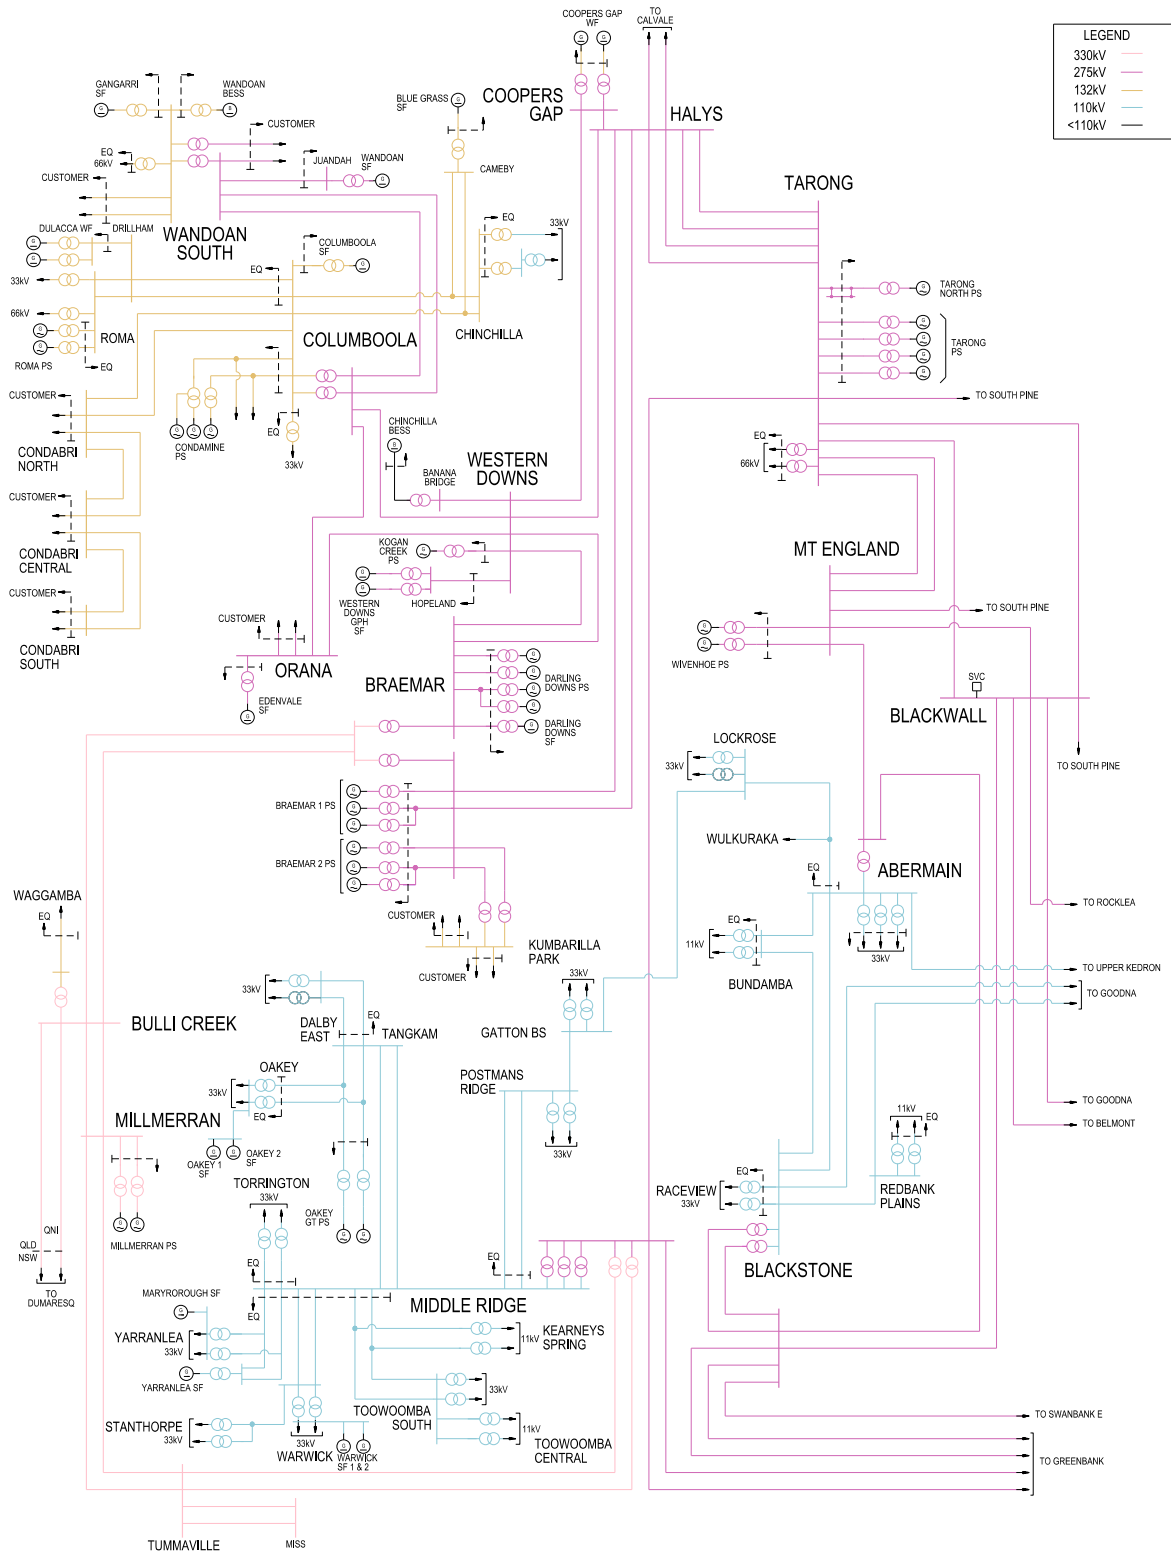 COOPERS GAP
WF
TO
CALVALE
LEGEND
330kV
275kV
132kV
110kV
<110kV
GANGARRI
SF
WANDOAN
BESS
BLUE GRASS
SF
COOPERS
GAP
HALYS
CUSTOMER
EQ
66kV
JUANDAH
WANDOAN
SF
CAMEBY
CUSTOMER
TARONG
DULACCA WF
DRILLHAM
WANDOAN
SOUTH
COLUMBOOLA
SF
EQ
33kV
EQ
33kV
TARONG
NORTH PS
66kV
ROMA
COLUMBOOLA
CHINCHILLA
TARONG
PS
ROMA PS
EQ
CUSTOMER
TO SOUTH PINE
CONDABRI
NORTH
CONDAMINE
PS
EQ
33kV
CHINCHILLA
BESS
BANANA
BRIDGE
WESTERN
DOWNS
EQ
66kV
CUSTOMER
CONDABRI
CENTRAL
KOGAN
CREEK
PS
MT ENGLAND
CUSTOMER
WESTERN
DOWNS
GPH
SF
HOPELAND
TO SOUTH PINE
CONDABRI
SOUTH
CUSTOMER
ORANA
EDENVALE
SF
BRAEMAR
DARLING
DOWNS PS
DARLING
DOWNS
SF
WIVENHOE PS
SVC
BLACKWALL
LOCKROSE
33kV
TO SOUTH PINE
BRAEMAR 1 PS
WULKURAKA
BRAEMAR 2 PS
EQ
ABERMAIN
WAGGAMBA
EQ
CUSTOMER
CUSTOMER
KUMBARILLA
PARK
EQ
11kV
BUNDAMBA
33kV
TO ROCKLEA
TO UPPER KEDRON
TO GOODNA
33kV
33kV
BULLI CREEK
DALBY
EAST
EQ
TANGKAM
GATTON BS
POSTMANS
RIDGE
OAKEY
33kV
EQ
MILLMERRAN
OAKEY 1
SF
OAKEY 2
SF
33kV
TO GOODNA
TO BELMONT
11kV
EQ
TORRINGTON
33kV
OAKEY
GT PS
EQ
RACEVIEW
33kV
REDBANK
PLAINS
QNI
MILLMERRAN PS
QLD
NSW
TO
DUMARESQ
EQ
EQ
BLACKSTONE
MARYROROUGH SF
EQ
MIDDLE RIDGE
YARRANLEA
33kV
11kV
KEARNEYS
SPRING
YARRANLEA SF
33kV
STANTHORPE
33kV
TOOWOOMBA
SOUTH
11kV
TO SWANBANK E
33kV
WARWICK
WARWICK
SF 1 & 2
TOOWOOMBA
CENTRAL
TO GREENBANK
TUMMAVILLE
MISS